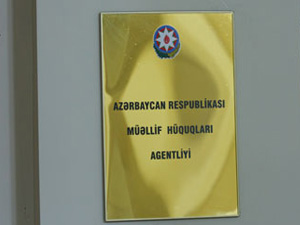 AZƏRBAYCAN RESPUBLİKASI
MÜƏLLİF HÜQUQLARI
AGENTLİYİ